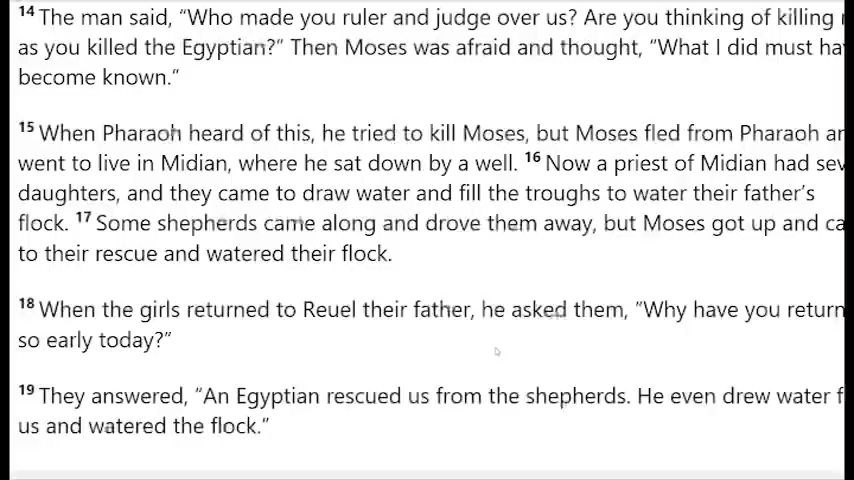 14 The man said, “Who made you ruler and judge over us? Are you thinking of killing
as you killed the Egyptian?” Then Moses was afraid and thought, “What I did must
become known.”
15 When Pharaoh heard of this, he tried to kill Moses, but Moses fled from Pharaoh
went to live in Midian, where he sat down by a well. 16 Now a priest of Midian had
daughters, and they came to draw water and fill the troughs to water their father’s
flock. 17 Some shepherds came along and drove them away, but Moses got up and
to their rescue and watered their flock.
18 When the girls returned to Reuel their father, he asked them, “Why have you
so early today?”
19 They answered, “An Egyptian rescued us from the shepherds. He even drew water
us and watered the flock.”